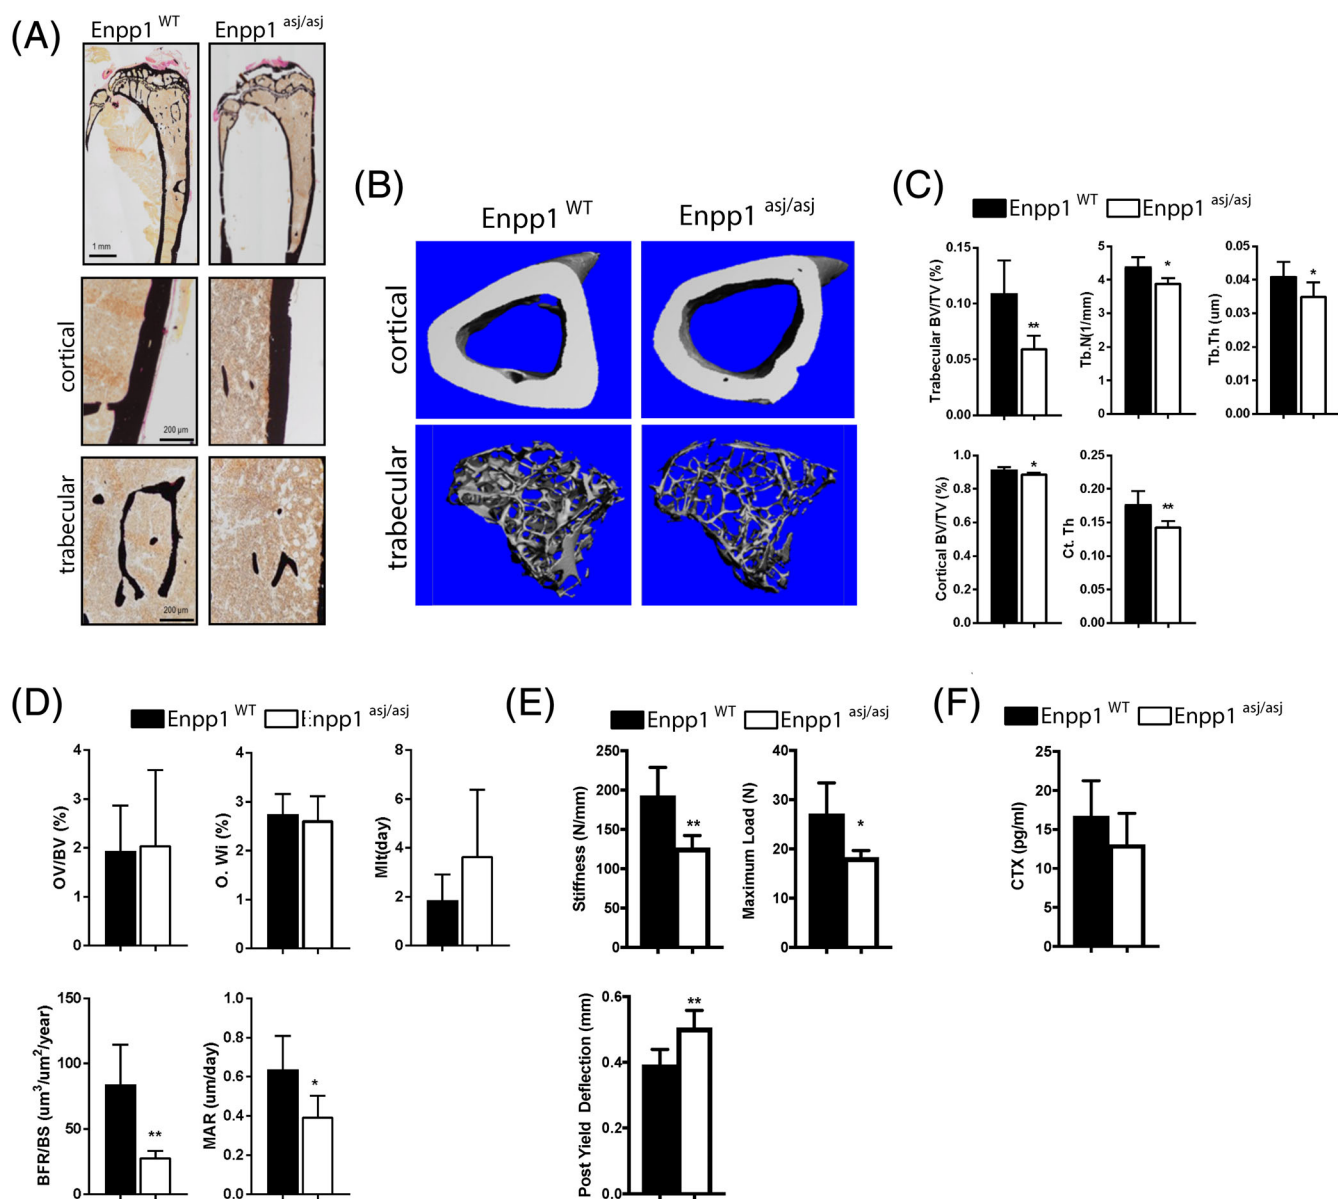 (A)
Enpp1 WT
Enpp1 asj/asj
1 mm
cortical
200 µm
trabecular
200 µm
(B)
Enpp1 WT
Enpp1 asj/asj
cortical
trabecular
(C)
Enpp1 WT
Enpp1 asj/asj
Trabecular BV/TV (%)
0.15
0.10
0.05
0.00
**
Tb.N(1/mm)
5
4
3
2
1
0
*
Tb.Th (um)
0.05
0.04
0.03
0.02
0.01
0.00
*
Cortical BV/TV (%)
1.0
0.8
0.6
0.4
0.2
0.0
*
Ct. Th
0.25
0.20
0.15
0.10
0.05
0.00
**
(D)
Enpp1 WT
Enpp1 asj/asj
OV/BV (%)
4
3
2
1
0
O. Wi (%)
4
3
2
1
0
Mlt(day)
8
6
4
2
0
BFR/BS (um3/um2/year)
150
100
50
0
**
MAR (um/day)
1.0
0.8
0.6
0.4
0.2
0.0
*
(E)
Enpp1 WT
Enpp1 asj/asj
Stiffness (N/mm)
250
200
150
100
50
0
**
Maximum Load (N)
40
30
20
10
0
*
Post Yield Deflection (mm)
0.6
0.4
0.2
0.0
**
(F)
Enpp1 WT
Enpp1 asj/asj
CTX (pg/ml)
25
20
15
10
5
0